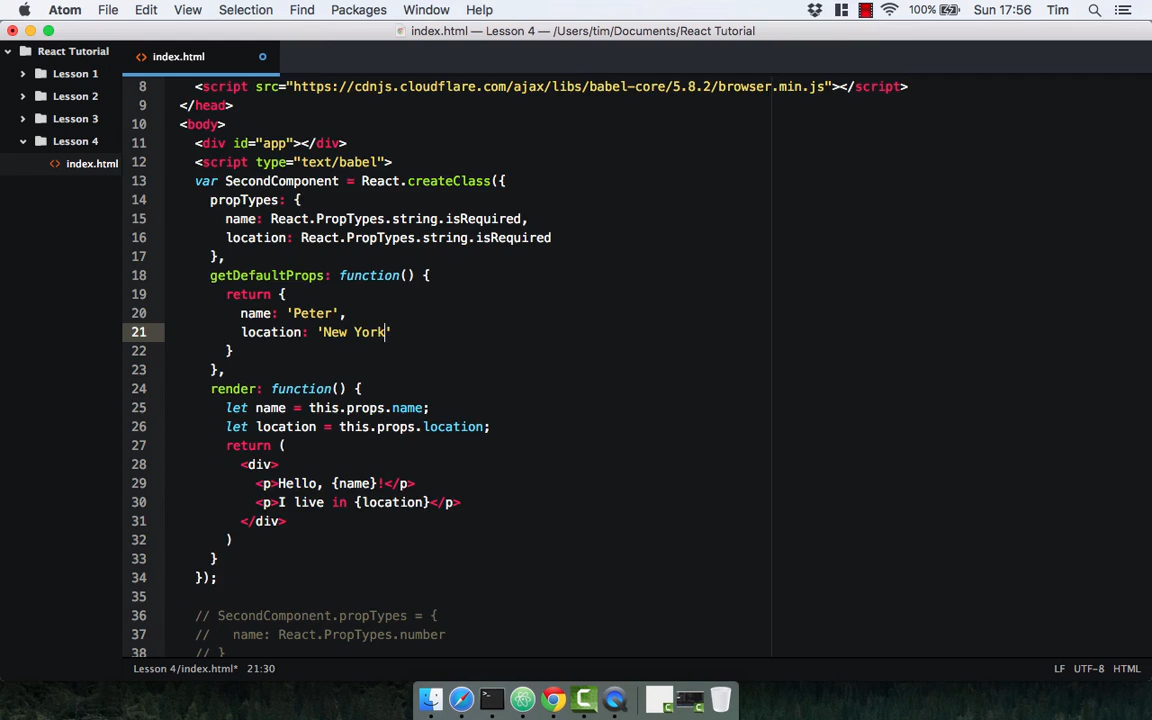 Atom File Edit View Selection Find Packages Window Help 100% Sun 17:56 Tim
index.html — Lesson 4 — /Users/tim/Documents/React Tutorial
React Tutorial
Lesson 1
Lesson 2
Lesson 3
Lesson 4
index.html
index.html
8 <script src="https://cdnjs.cloudflare.com/ajax/libs/babel-core/5.8.2/browser.min.js"></script>
9 </head>
10 <body>
11 <div id="app"></div>
12 <script type="text/babel">
13 var SecondComponent = React.createClass({
14 propTypes: {
15 name: React.PropTypes.string.isRequired,
16 location: React.PropTypes.string.isRequired
17 },
18 getDefaultProps: function() {
19 return {
20 name: 'Peter',
21 location: 'New York'
22 }
23 },
24 render: function() {
25 let name = this.props.name;
26 let location = this.props.location;
27 return (
28 <div>
29 <p>Hello, {name}!</p>
30 <p>I live in {location}</p>
31 </div>
32 )
33 }
34 });
35
36 // SecondComponent.propTypes = {
37 // name: React.PropTypes.number
38 // }
Lesson 4/index.html* 21:30 LF UTF-8 HTML